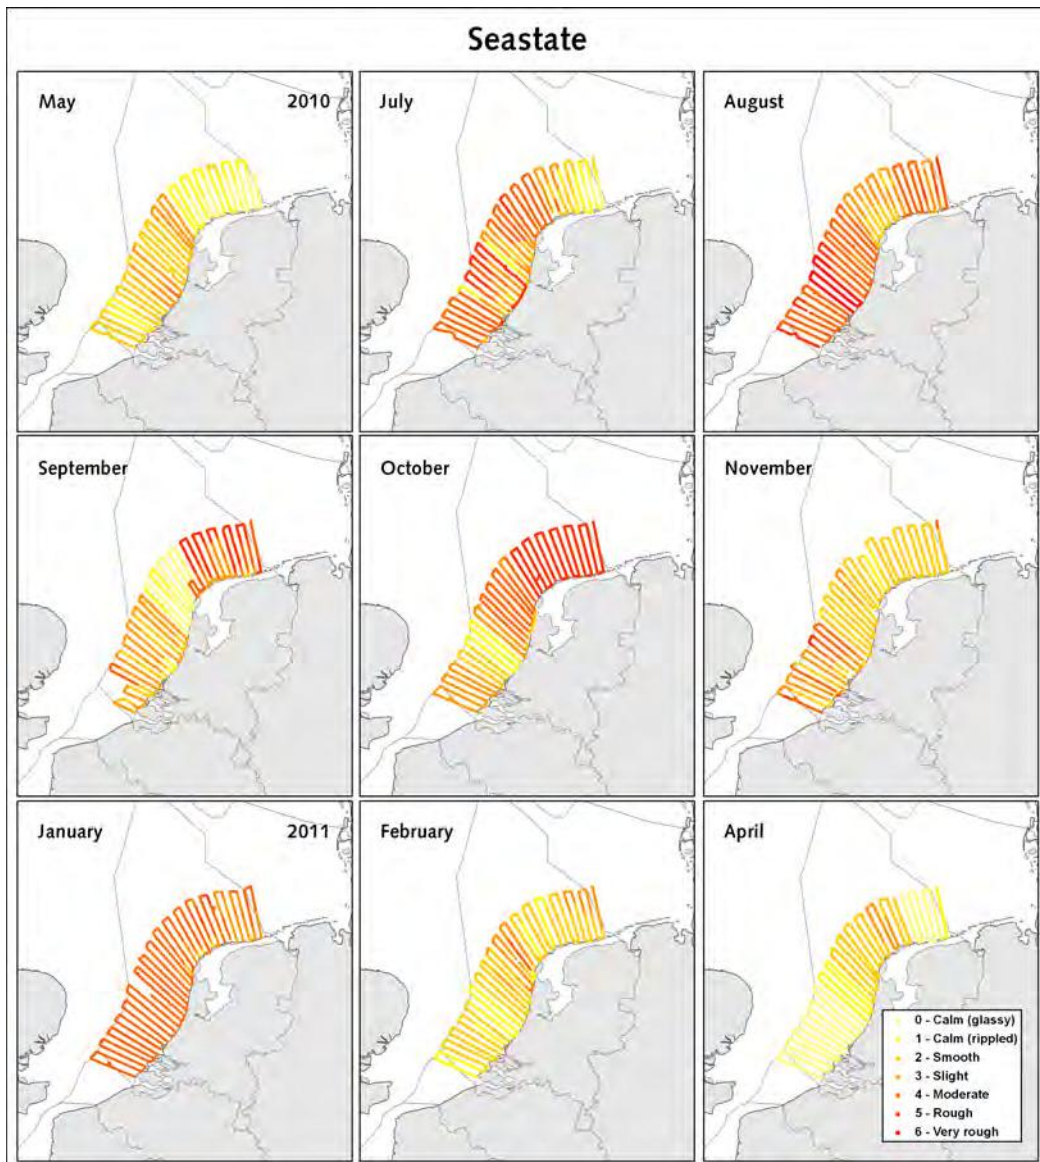 Seastate
May 2010
July
August
September
October
November
January 2011
February
April
0 - Calm (glassy)
1 - Calm (rippled)
2 - Smooth
3 - Slight
4 - Moderate
5 - Rough
6 - Very rough